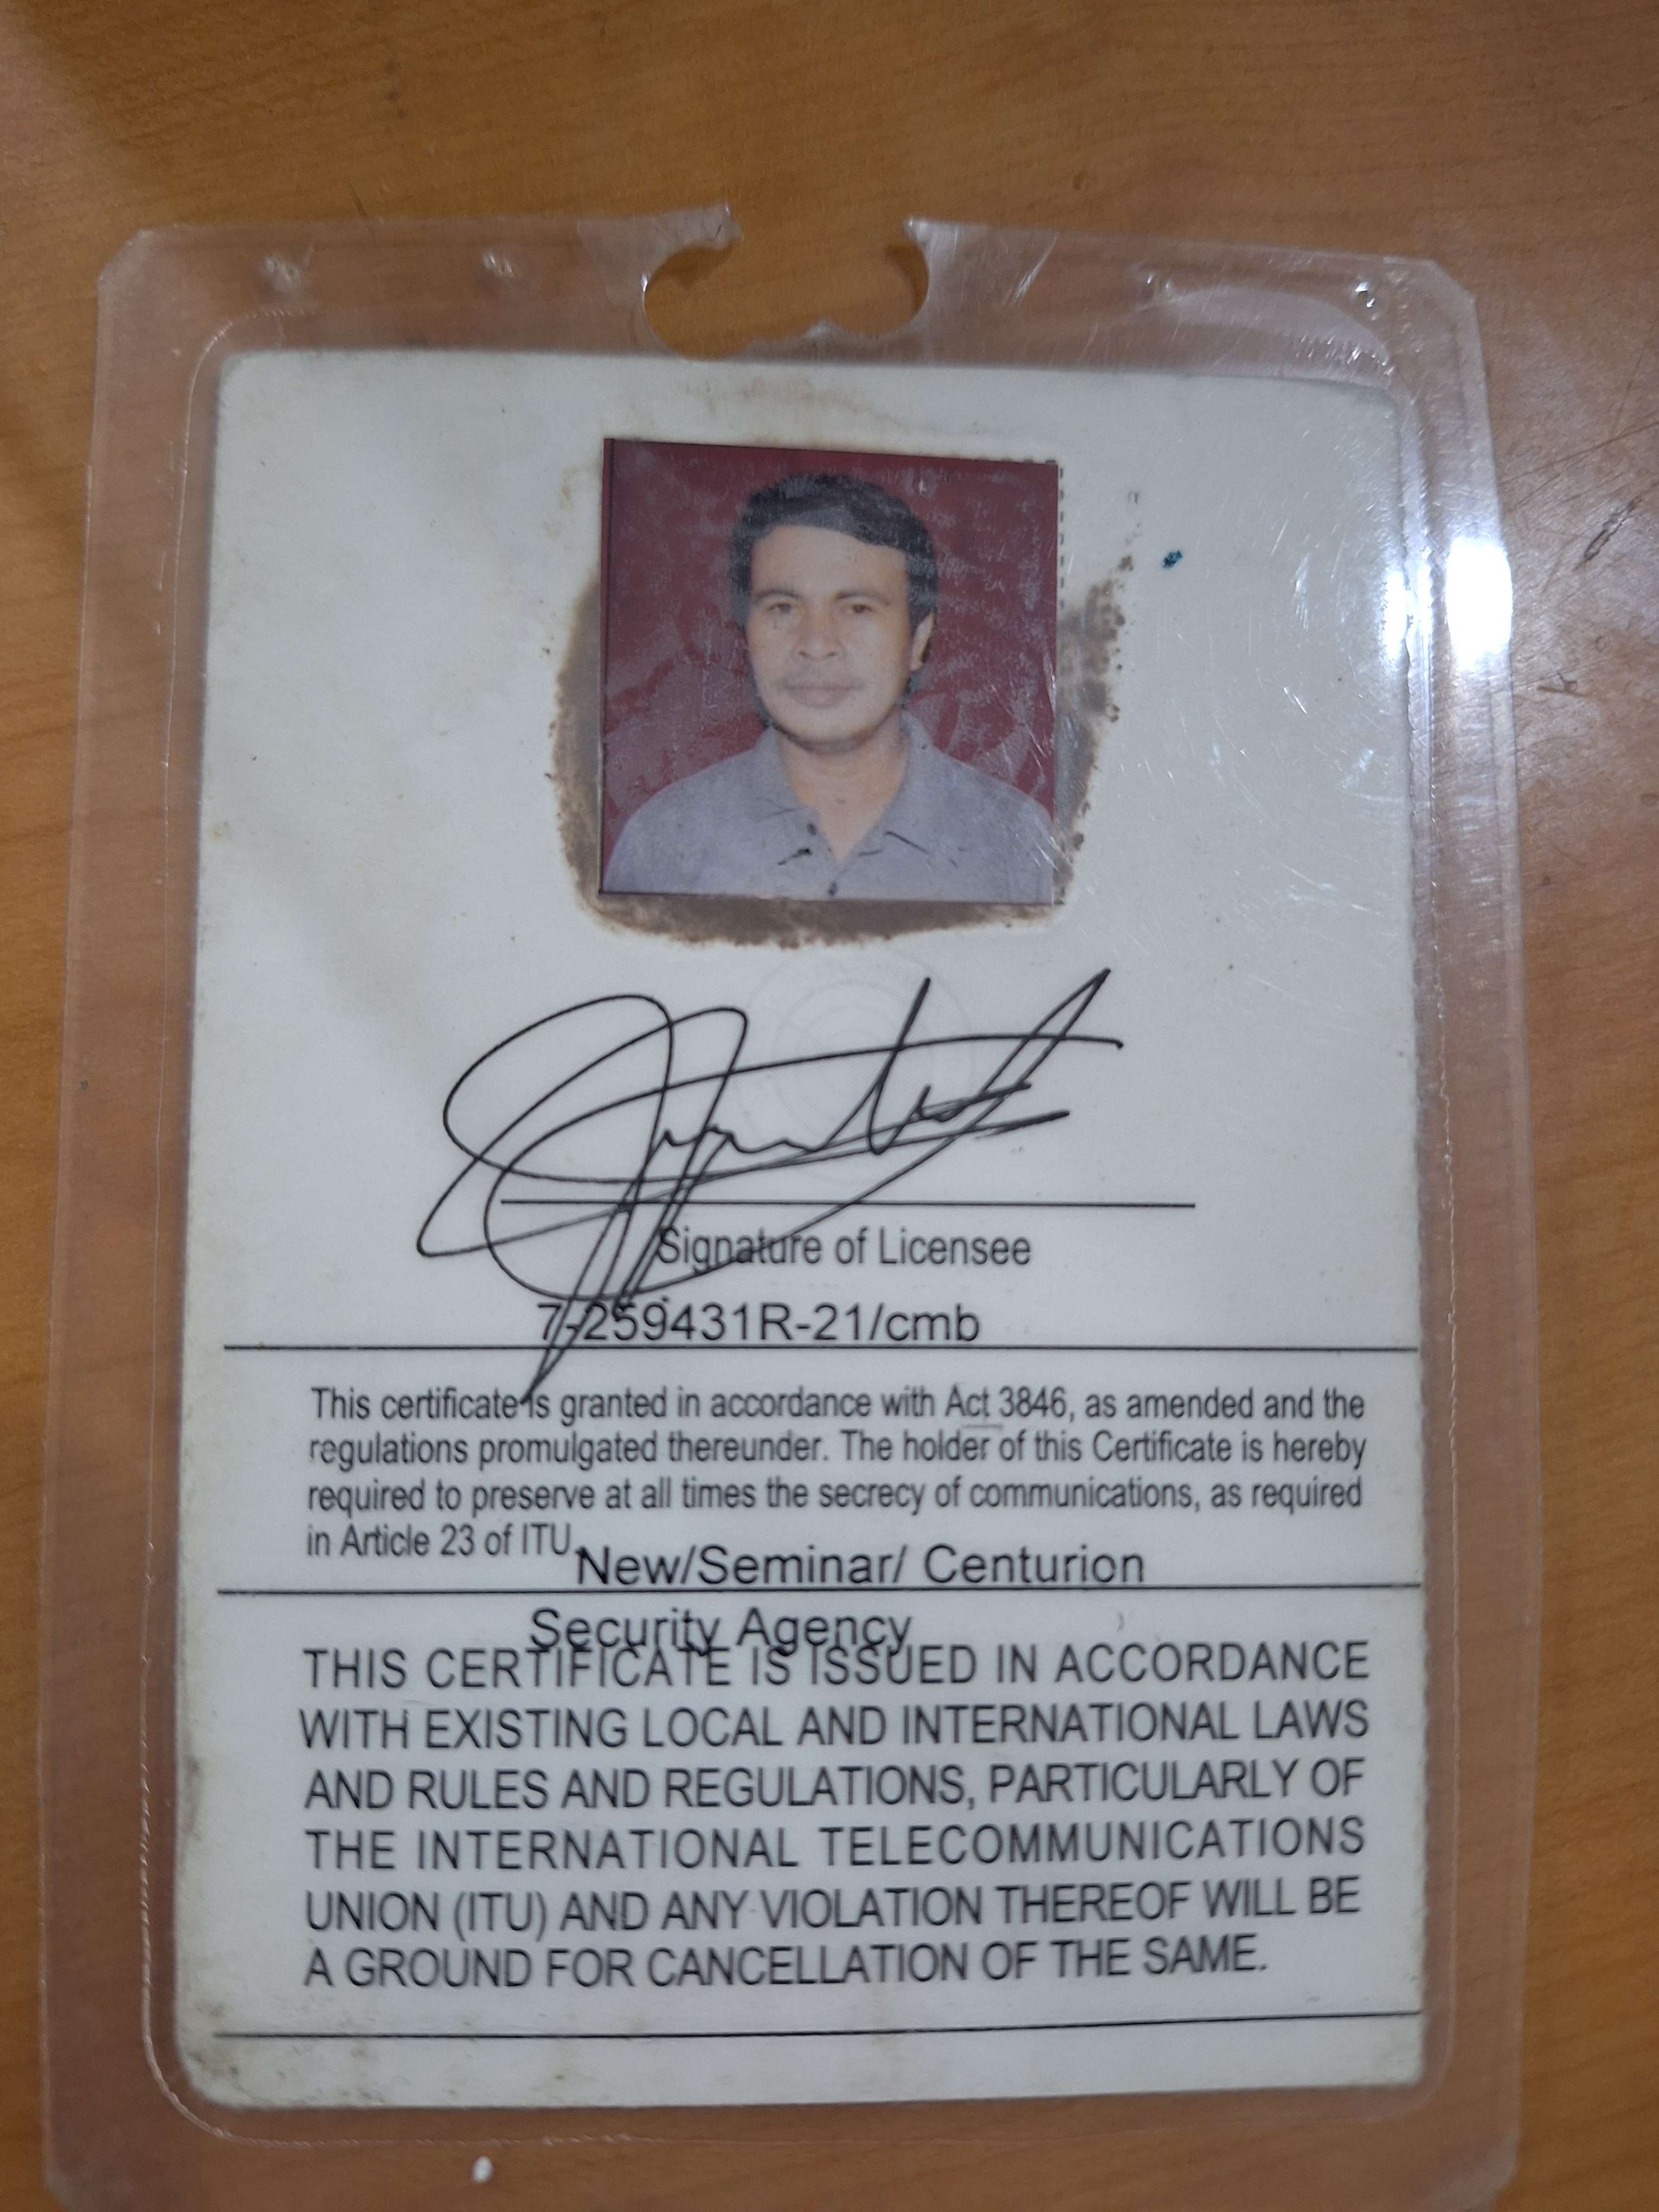 Signature of Licensee
7-259431R-21/cmb
This certificate is granted in accordance with Act 3846, as amended and the
regulations promulgated thereunder. The holder of this Certificate is hereby
required to preserve at all times the secrecy of communications, as required
in Article 23 of ITU.
New/Seminar/ Centurion
Security Agency
THIS CERTIFICATE IS ISSUED IN ACCORDANCE
WITH EXISTING LOCAL AND INTERNATIONAL LAWS
AND RULES AND REGULATIONS, PARTICULARLY OF
THE INTERNATIONAL TELECOMMUNICATIONS
UNION (ITU) AND ANY VIOLATION THEREOF WILL BE
A GROUND FOR CANCELLATION OF THE SAME.